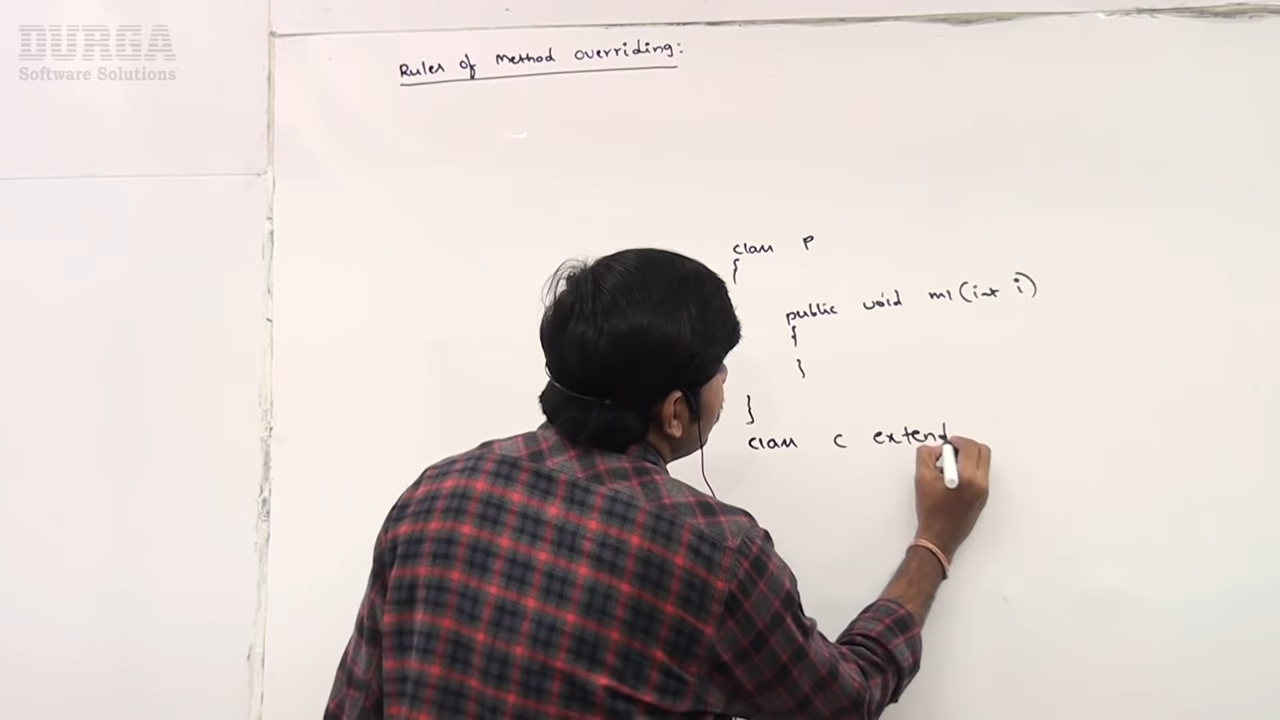 DURGA
Software Solutions
Rules of Method overriding:
class P
{
public void m1(int i)
{
}
}
class C extend